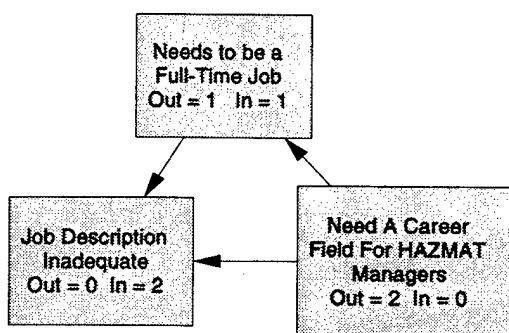 Needs to be a
Full-Time Job
Out = 1 In = 1
Job Description
Inadequate
Out = 0 In = 2
Need A Career
Field For HAZMAT
Managers
Out = 2 In = 0